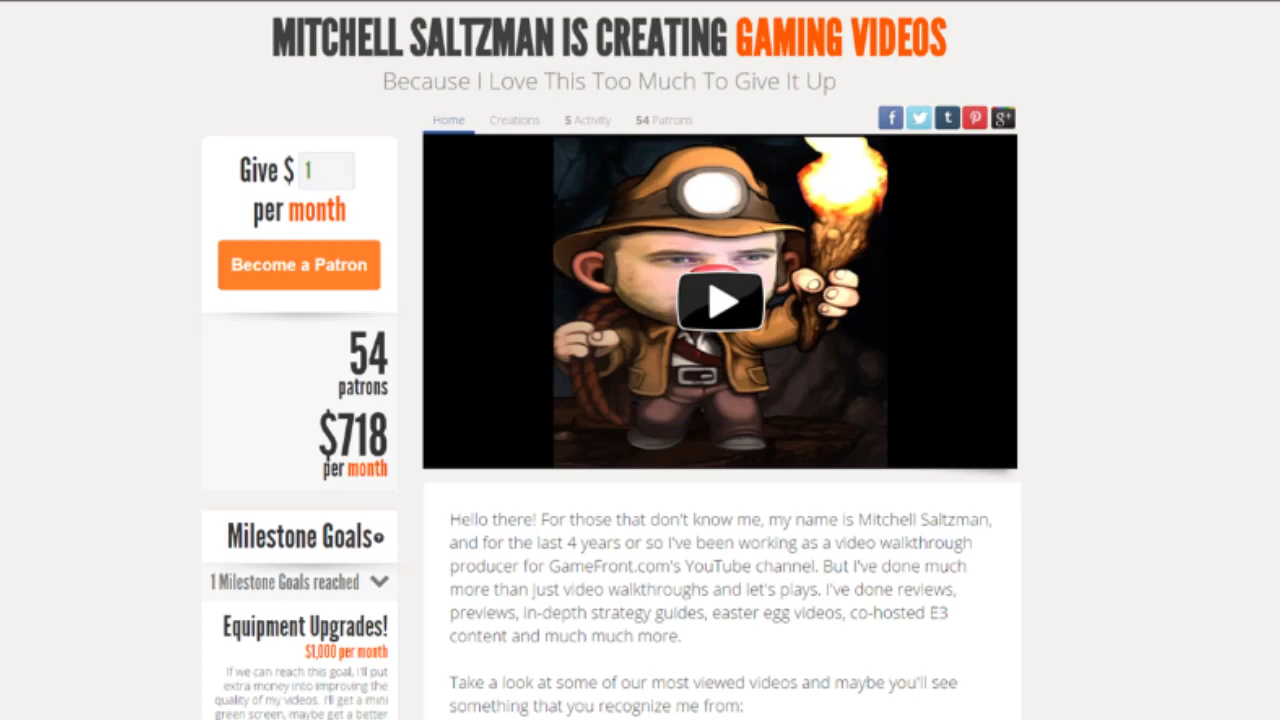 MITCHELL SALTZMAN IS CREATING GAMING VIDEOS
Because I Love This Too Much To Give It Up
Home Creations 5 Activity 54 Patrons
f t g+
Give $ 1
per month
Become a Patron
54
patrons
$718
per month
Milestone Goals
1 Milestone Goals reached
Equipment Upgrades!
$1,000 per month
If we can reach this goal, I'll put
extra money into improving the
quality of my videos. I'll get a mini
green screen, maybe get a better
Hello there! For those that don't know me, my name is Mitchell Saltzman,
and for the last 4 years or so I've been working as a video walkthrough
producer for GameFront.com's YouTube channel. But I've done much
more than just video walkthroughs and let's plays. I've done reviews,
previews, in-depth strategy guides, easter egg videos, co-hosted E3
content and much much more.
Take a look at some of our most viewed videos and maybe you'll see
something that you recognize me from: